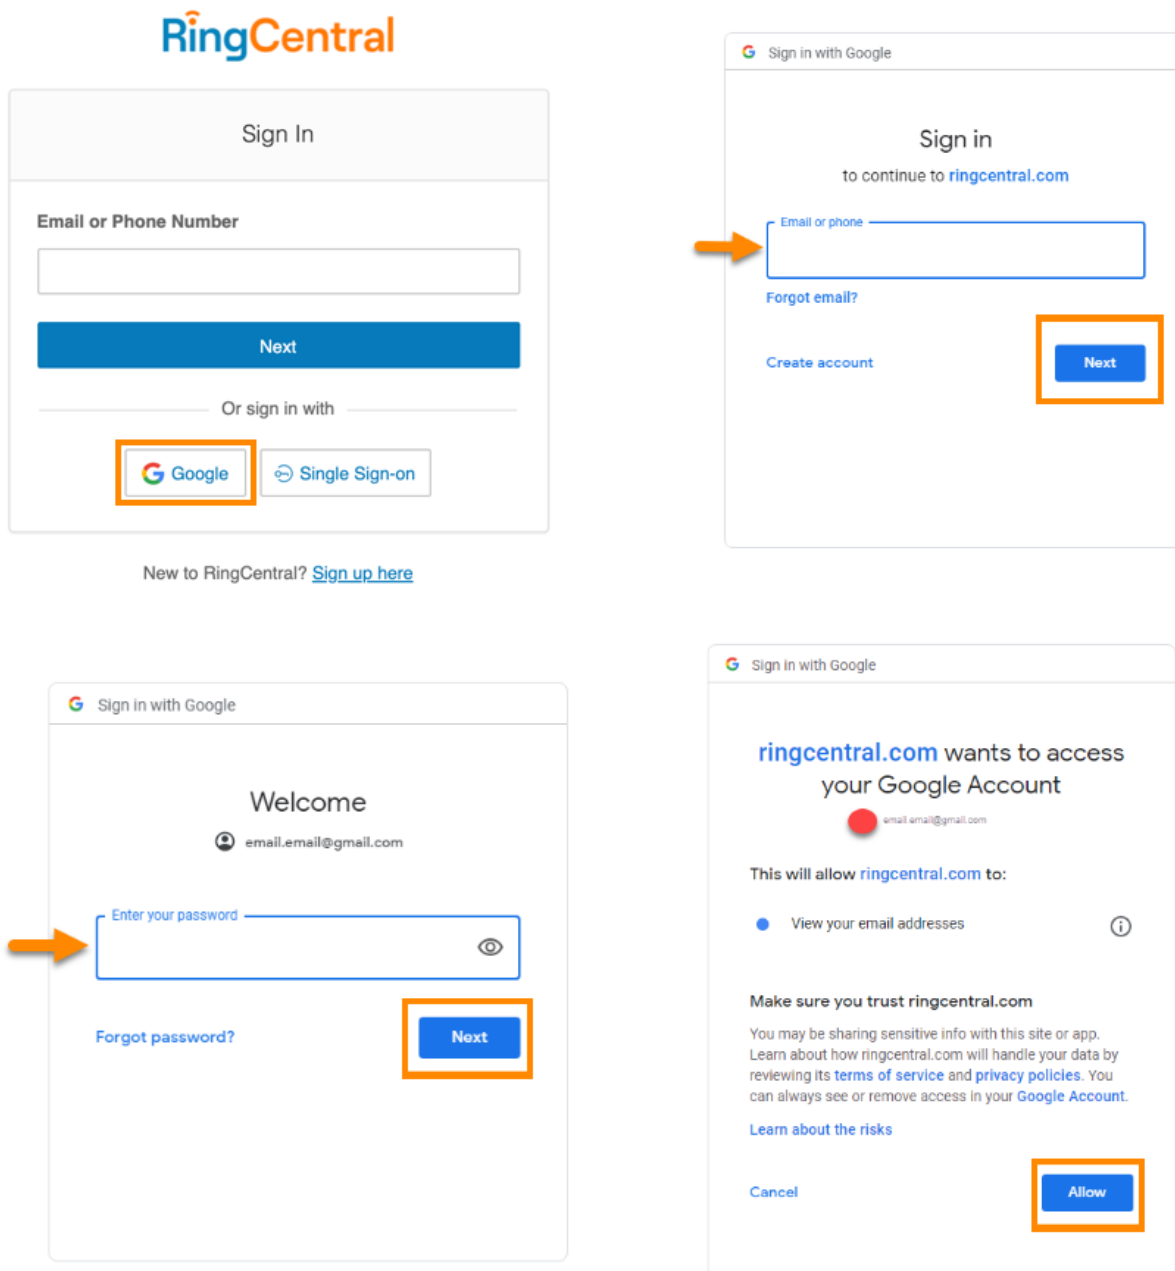 RingCentral
Sign In
Email or Phone Number
Next
Or sign in with
Google
Single Sign-on
New to RingCentral? Sign up here
Sign in with Google
Sign in
to continue to ringcentral.com
Email or phone
Forgot email?
Create account
Next
Sign in with Google
Welcome
email.email@gmail.com
Enter your password
Forgot password?
Next
Sign in with Google
ringcentral.com wants to access
your Google Account
email.email@gmail.com
This will allow ringcentral.com to:
View your email addresses
Make sure you trust ringcentral.com
You may be sharing sensitive info with this site or app.
Learn about how ringcentral.com will handle your data by
reviewing its terms of service and privacy policies. You
can always see or remove access in your Google Account.
Learn about the risks
Cancel
Allow